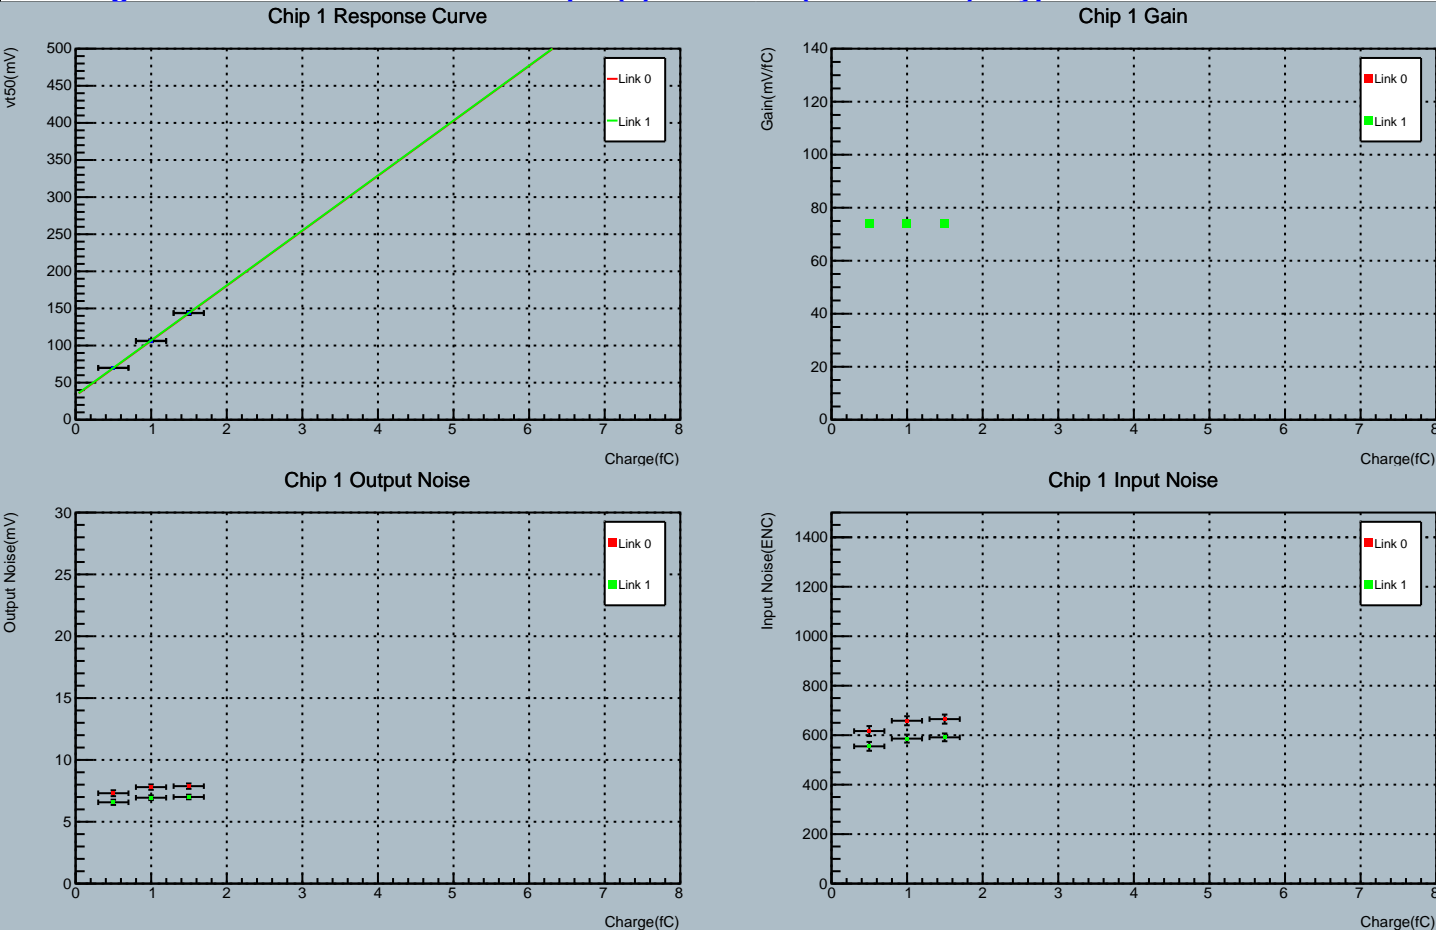 Chip 1 Response Curve
vt50(mV)
500
450
400
350
300
250
200
150
100
50
0
0 1 2 3 4 5 6 7 8
Charge(fC)
Link 0
Link 1
Chip 1 Gain
Gain(mV/fC)
140
120
100
80
60
40
20
0
0 1 2 3 4 5 6 7 8
Charge(fC)
Link 0
Link 1
Chip 1 Output Noise
Output Noise(mV)
30
25
20
15
10
5
0
0 1 2 3 4 5 6 7 8
Charge(fC)
Link 0
Link 1
Chip 1 Input Noise
Input Noise(ENC)
1400
1200
1000
800
600
400
200
0
0 1 2 3 4 5 6 7 8
Charge(fC)
Link 0
Link 1